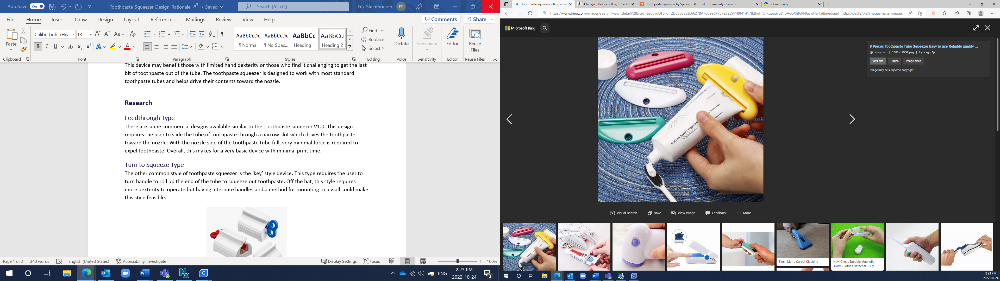 AutoSave On Toothpaste_Squeezer_Design_Rationale • Saved Search (Alt+Q) Erik Steinthorson ES
File Home Insert Draw Design Layout References Mailings Review View Help Comments Share
Paste Calibri Light (Head 13 Aa Find Replace Select
AaBbCcDc AaBbCcDc AaBbCc AaBbCcI
¶ Normal ¶ No Spac... Heading 1 Heading 2
Dictate Sensitivity Editor Reuse Files
Clipboard Font Paragraph Styles Editing Voice Sensitivity Editor Reuse Files
This device may benefit those with limited hand dexterity or those who find it challenging to get the last
bit of toothpaste out of the tube. The toothpaste squeezer is designed to work with most standard
toothpaste tubes and helps drive their contents toward the nozzle.
Research
Feedthrough Type
There are some commercial designs available similar to the Toothpaste squeezer V1.0. This design
requires the user to slide the tube of toothpaste through a narrow slot which drives the toothpaste
toward the nozzle. With the nozzle side of the toothpaste tube full, very minimal force is required to
expel toothpaste. Overall, this makes for a very basic device with minimal print time.
Turn to Squeeze Type
The other common style of toothpaste squeezer is the ‘key’ style device. This type requires the user to
turn handle to roll up the end of the tube to squeeze out toothpaste. Off the bat, this style requires
more dexterity to operate but having alternate handles and a method for mounting to a wall could make
this style feasible.
Page 1 of 2 340 words English (United States) Accessibility: Investigate Display Settings Focus 100%
ENG 2:23 PM
2022-10-24 3
toothpaste squeezer - Bing imag Chengu 3 Pieces Rolling Tube To Toothpaste Squeezer by Spiders grammarly - Search - Grammarly
https://www.bing.com/images/search?view=detailV2&ccid=zeuuvuDT&id=2D6380352E6627BA76C99CF73723259F1B841417&thid=OIP.zeuuvuDTpAoGXht6PF9aywHaHa&mediaurl=https%3a%2f%2fimages-na.ssl-image...
Microsoft Bing
8 Pieces Toothpaste Tube Squeezer Easy to use Reliable quality ...
ebay.com | 1500 × 1500 jpeg | 2 yrs ago
Visit site Pages Image sizes
Image may be subject to copyright.
Oral Care Experts Suggested
Toothpaste
Visual Search Save View image Feedback More
Tips - Metro Carpet Cleaning
New Cheap Durable Magnetic
Alarm Clothes Detacher - Buy...
2:23 PM
2022-10-24